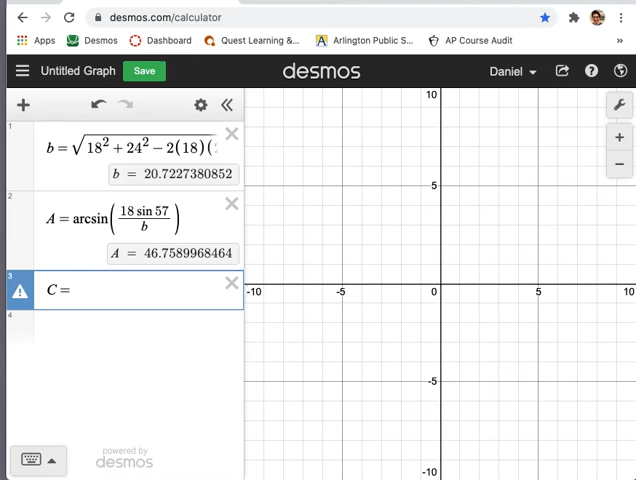 desmos.com/calculator
Apps Desmos Dashboard Quest Learning &... Arlington Public S... AP Course Audit »
Untitled Graph Save desmos Daniel
1
b = √18² + 24² − 2(18)(
b = 20.7227380852
2
A = arcsin(18 sin 57 / b)
A = 46.7589968464
3
C =
4
powered by
desmos
10
5
-10 -5 0 5 10
-5
-10